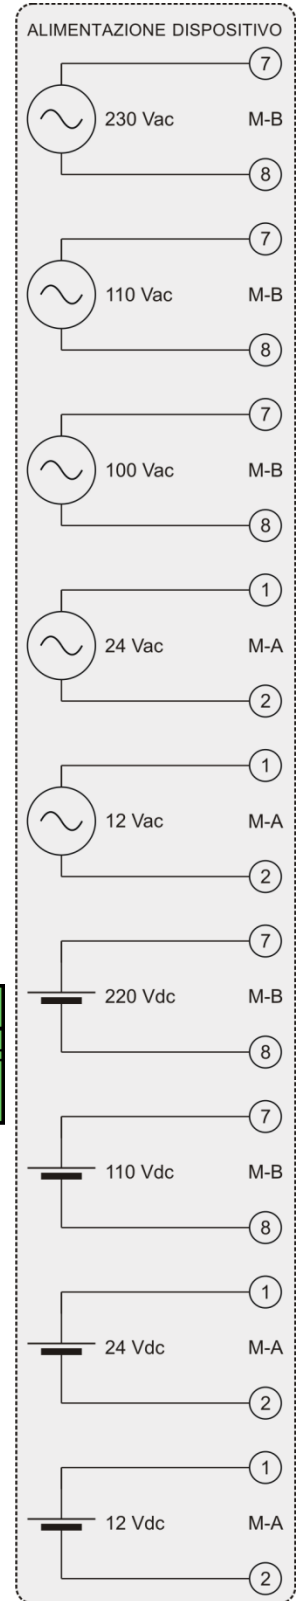 ALIMENTAZIONE DISPOSITIVO
7
230 Vac M-B
8
7
110 Vac M-B
8
7
100 Vac M-B
8
1
24 Vac M-A
2
1
12 Vac M-A
2
7
220 Vdc M-B
8
7
110 Vdc M-B
8
1
24 Vdc M-A
2
1
12 Vdc M-A
2